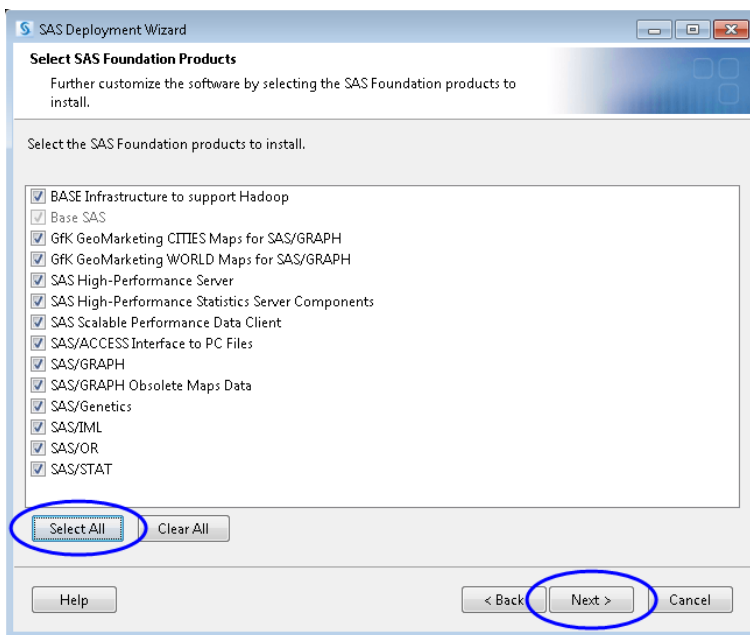 SAS Deployment Wizard
Select SAS Foundation Products
Further customize the software by selecting the SAS Foundation products to
install.
Select the SAS Foundation products to install.
BASE Infrastructure to support Hadoop
Base SAS
GfK GeoMarketing CITIES Maps for SAS/GRAPH
GfK GeoMarketing WORLD Maps for SAS/GRAPH
SAS High-Performance Server
SAS High-Performance Statistics Server Components
SAS Scalable Performance Data Client
SAS/ACCESS Interface to PC Files
SAS/GRAPH
SAS/GRAPH Obsolete Maps Data
SAS/Genetics
SAS/IML
SAS/OR
SAS/STAT
Select All Clear All
Help < Back Next > Cancel